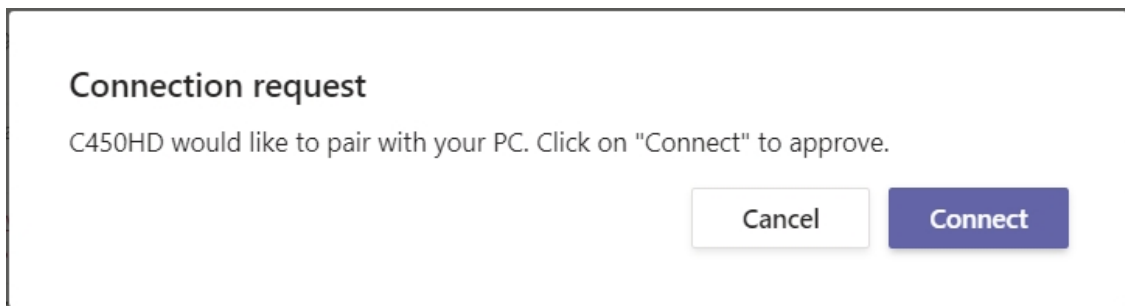 Connection request
C450HD would like to pair with your PC. Click on "Connect" to approve.
Cancel Connect